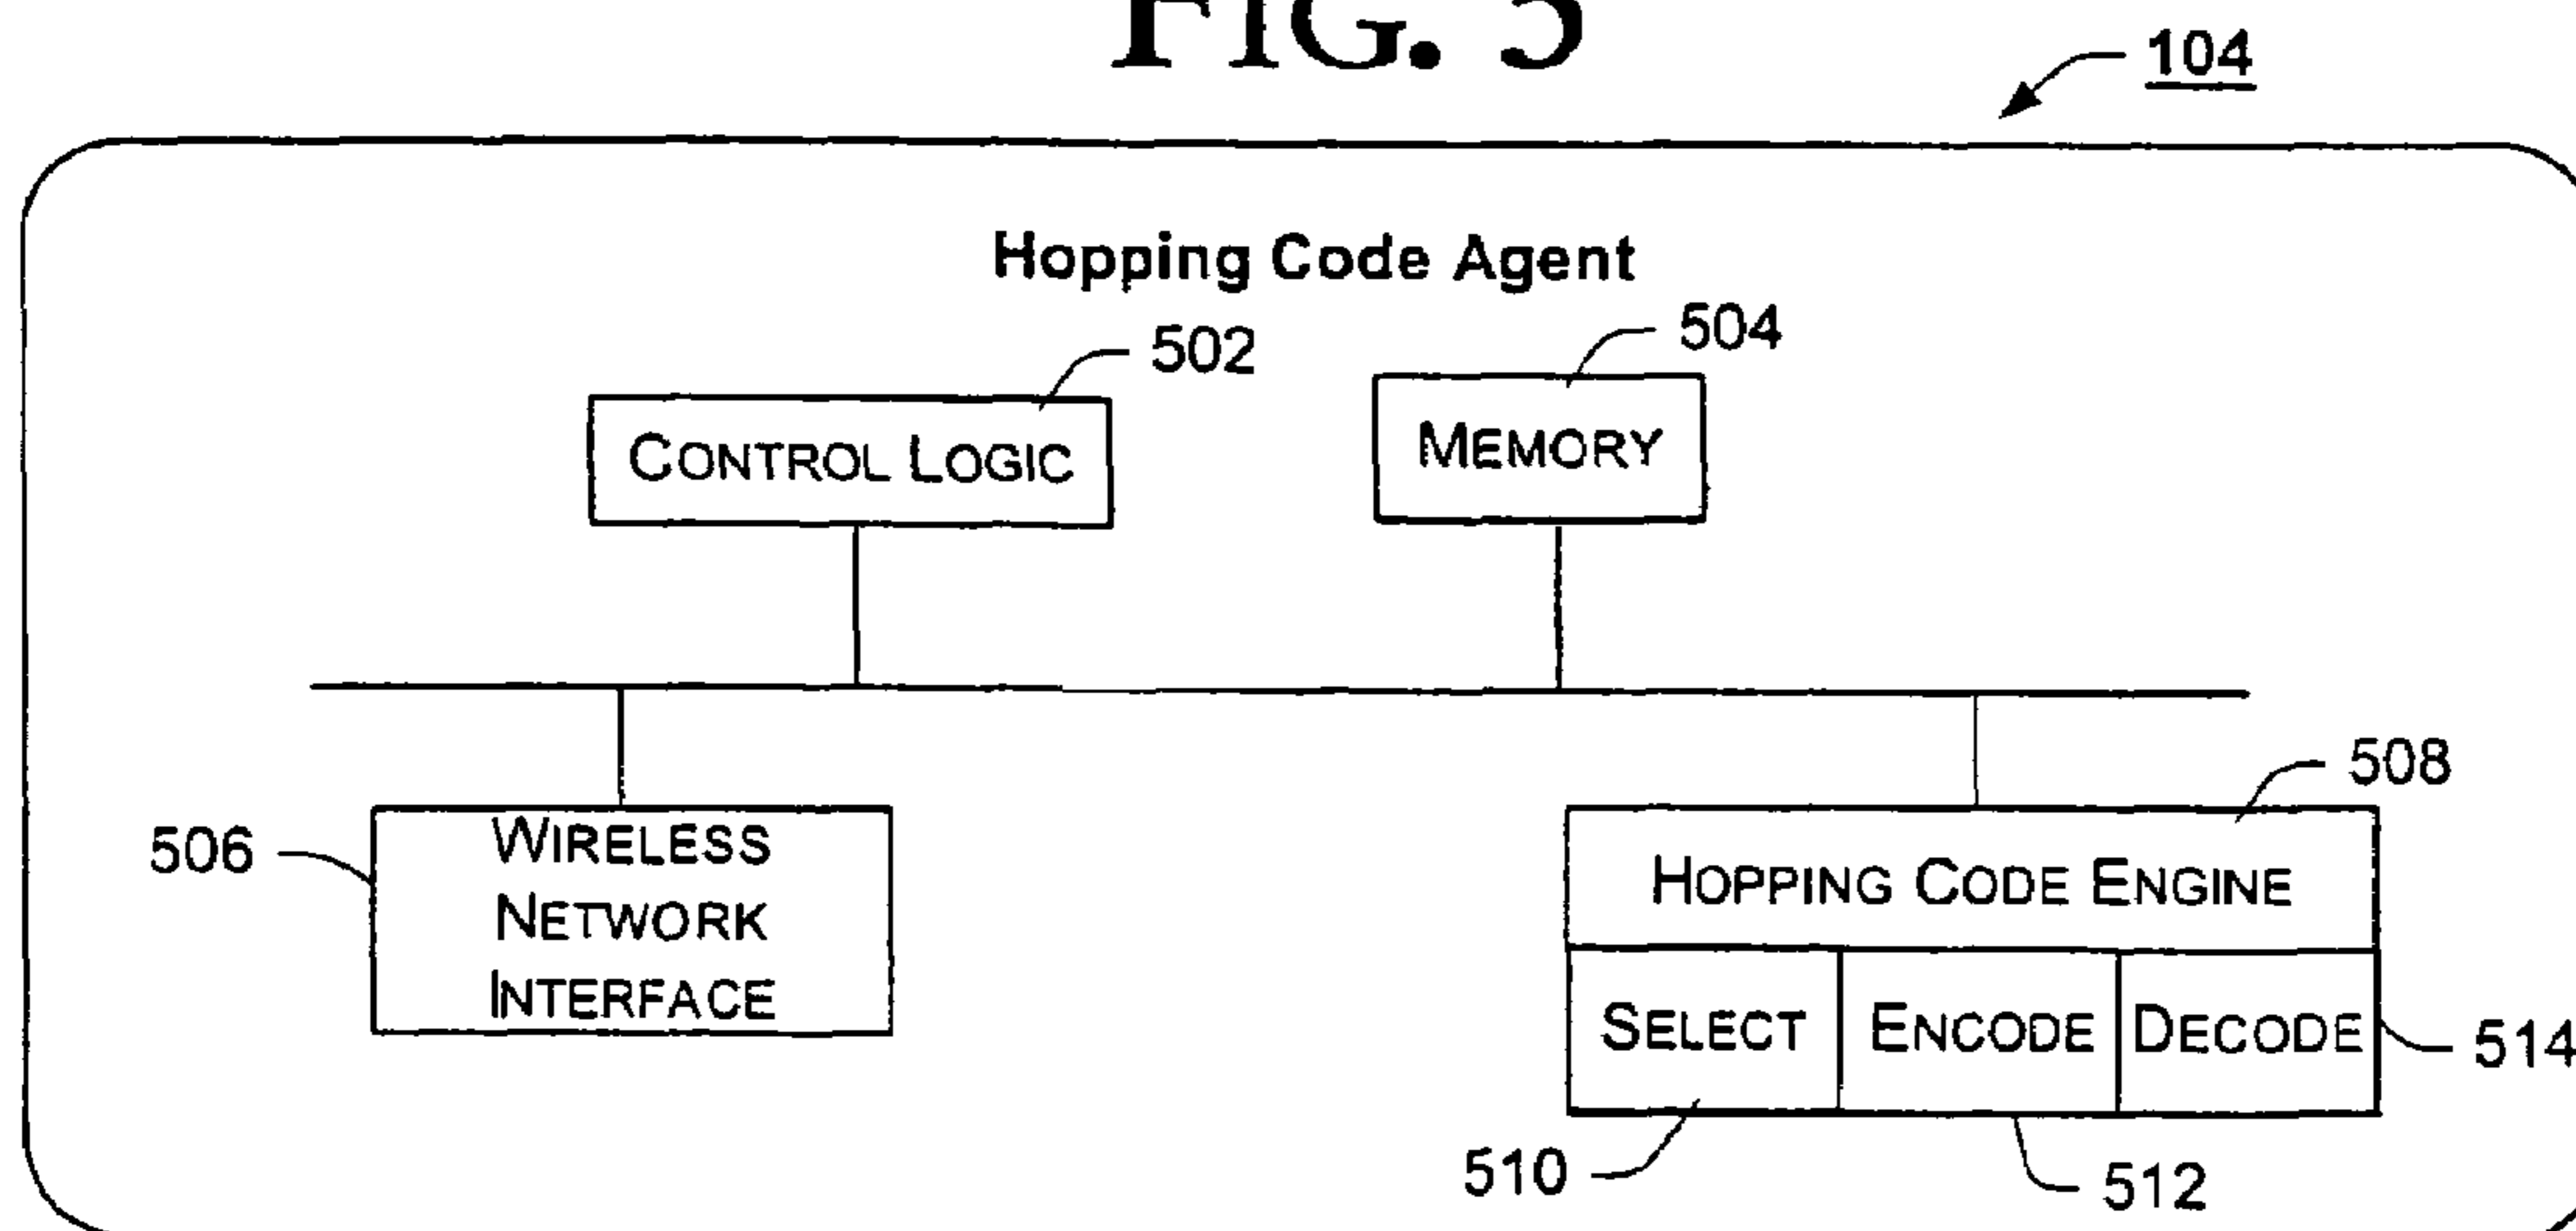 FIG. 5
104
Hopping Code Agent
502
504
CONTROL LOGIC
MEMORY
508
506
WIRELESS
NETWORK
INTERFACE
HOPPING CODE ENGINE
SELECT
ENCODE
DECODE
514
510
512